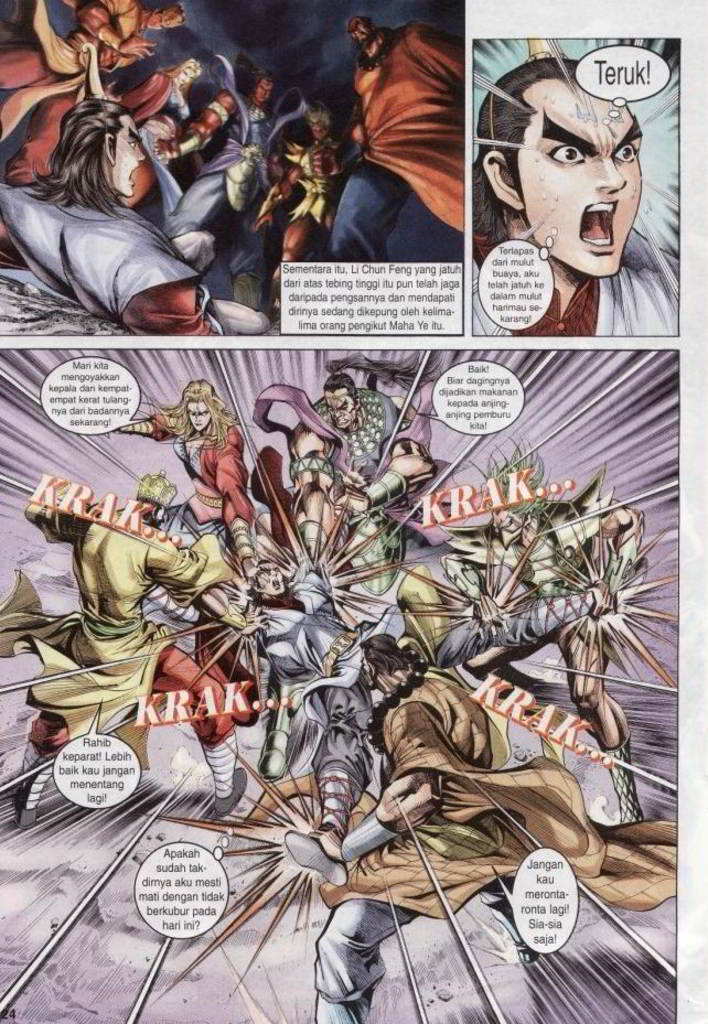 Sementara itu, Li Chun Feng yang jatuh
dari atas tebing tinggi itu pun telah jaga
daripada pengsannya dan mendapati
dirinya sedang dikepung oleh kelima-
lima orang pengikut Maha Ye itu.
Teruk!
Terlapas
dari mulut
buaya, aku
telah jatuh ke
dalam mulut
harimau se-
karang!
Mari kita
mengoyakkan
kepala dan kempat-
empat kerat tulang-
nya dari badannya
sekarang!
Baik!
Biar dagingnya
dijadikan makanan
kepada anjing-
anjing pemburu
kita!
KRAK...
KRAK...
KRAK...
KRAK...
Rahib
keparat! Lebih
baik kau jangan
menentang
lagi!
Apakah
sudah tak-
dirnya aku mesti
mati dengan tidak
berkubur pada
hari ini?
Jangan
kau
meronta-
ronta lagi!
Sia-sia
saja!
24